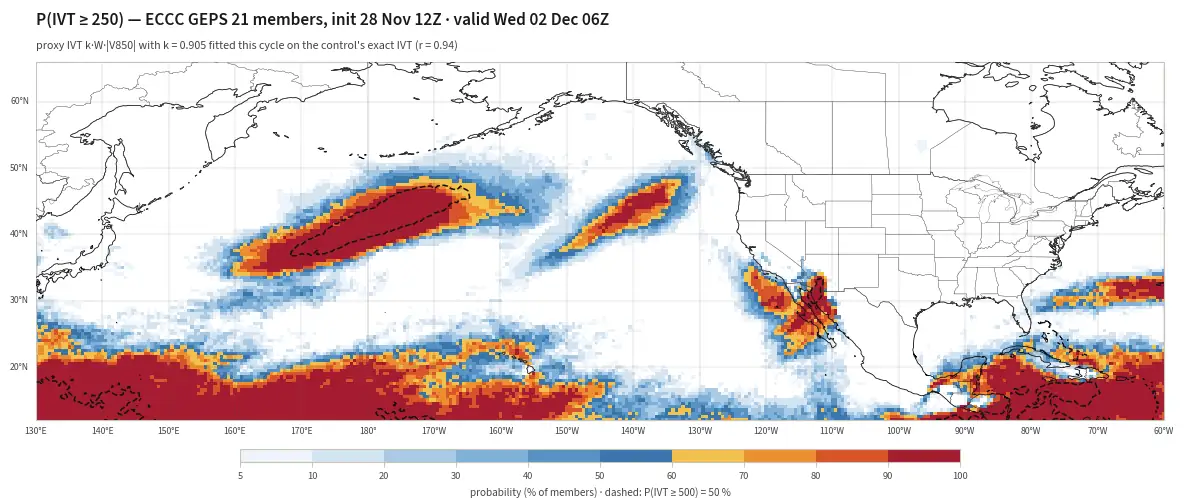 P(IVT ≥ 250) — ECCC GEPS 21 members, init 28 Nov 12Z · valid Wed 02 Dec 06Z
proxy IVT k·W·|V850| with k = 0.905 fitted this cycle on the control's exact IVT (r = 0.94)
60°N
50°N
40°N
30°N
20°N
130°E 140°E 150°E 160°E 170°E 180° 170°W 160°W 150°W 140°W 130°W 120°W 110°W 100°W 90°W 80°W 70°W 60°W
5 10 20 30 40 50 60 70 80 90 100
probability (% of members) · dashed: P(IVT ≥ 500) = 50 %